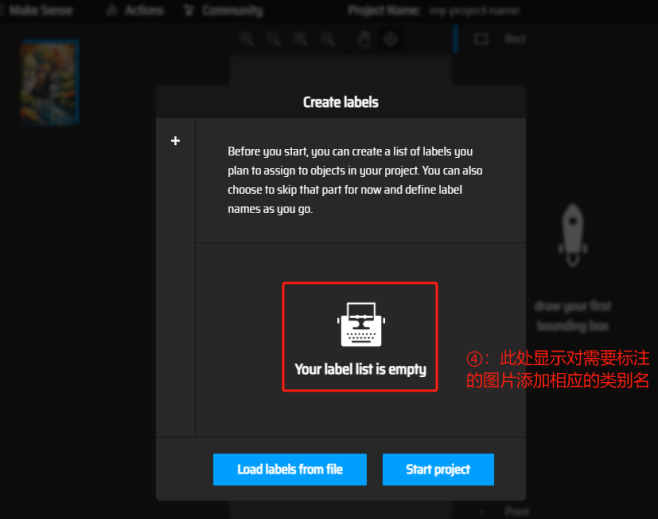 Make Sense
Actions
Community
Project Name: my-project-name
Rect
Create labels
+
Before you start, you can create a list of labels you
plan to assign to objects in your project. You can also
choose to skip that part for now and define label
names as you go.
draw your first
bounding box
Your label list is empty
④：此处显示对需要标注
的图片添加相应的类别名
Load labels from file
Start project
Point